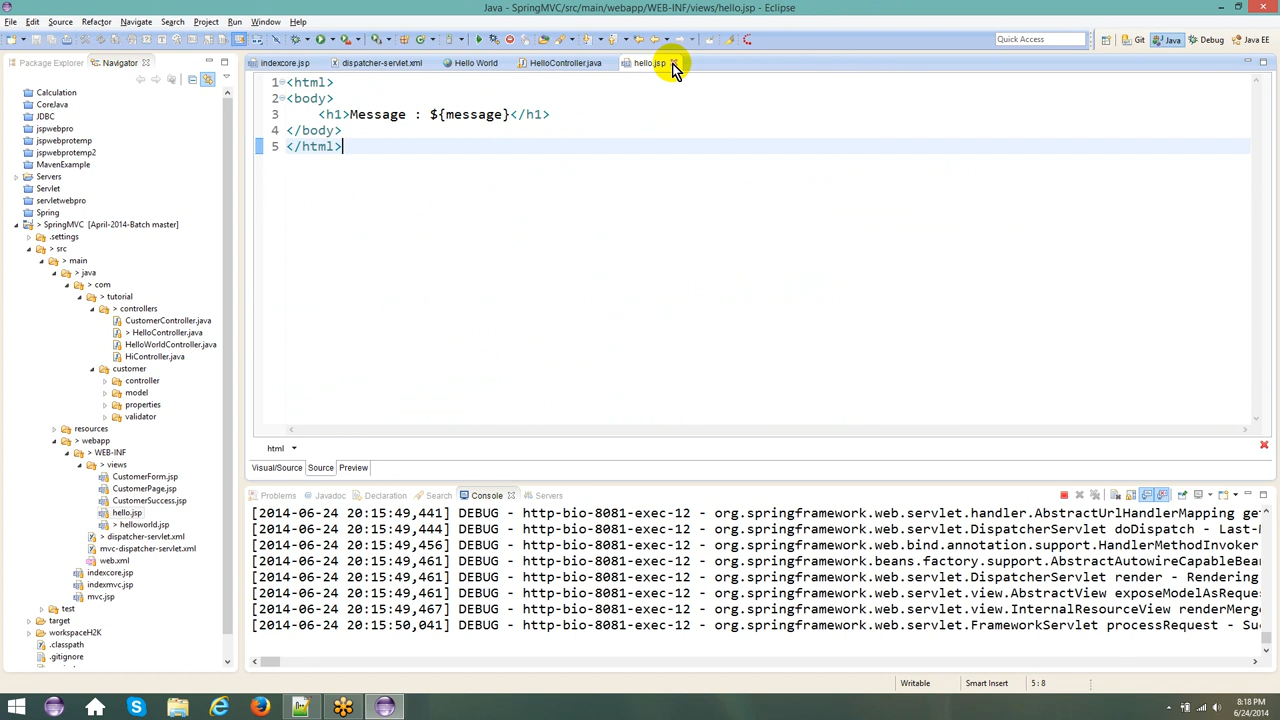 Java - SpringMVC/src/main/webapp/WEB-INF/views/hello.jsp - Eclipse
File Edit Source Refactor Navigate Search Project Run Window Help
Quick Access Git Java Debug Java EE
Package Explorer Navigator
indexcore.jsp dispatcher-servlet.xml Hello World HelloController.java hello.jsp
Calculation
CoreJava
JDBC
jspwebpro
jspwebprotemp
jspwebprotemp2
MavenExample
Servers
Servlet
servletwebpro
Spring
> SpringMVC [April-2014-Batch master]
.settings
> src
> main
> java
> com
> tutorial
> controllers
CustomerController.java
> HelloController.java
HelloWorldController.java
HiController.java
customer
controller
model
properties
validator
resources
> webapp
> WEB-INF
> views
CustomerForm.jsp
CustomerPage.jsp
CustomerSuccess.jsp
hello.jsp
> helloworld.jsp
> dispatcher-servlet.xml
mvc-dispatcher-servlet.xml
web.xml
indexcore.jsp
indexmvc.jsp
mvc.jsp
test
target
workspaceH2K
.classpath
.gitignore
1 <html>
2 <body>
3 <h1>Message : ${message}</h1>
4 </body>
5 </html>
html
Visual/Source Source Preview
Problems Javadoc Declaration Search Console Servers
[2014-06-24 20:15:49,441] DEBUG - http-bio-8081-exec-12 - org.springframework.web.servlet.handler.AbstractUrlHandlerMapping ge
[2014-06-24 20:15:49,441] DEBUG - http-bio-8081-exec-12 - org.springframework.web.servlet.DispatcherServlet doDispatch - Last-
[2014-06-24 20:15:49,456] DEBUG - http-bio-8081-exec-12 - org.springframework.web.bind.annotation.support.HandlerMethodInvoker
[2014-06-24 20:15:49,461] DEBUG - http-bio-8081-exec-12 - org.springframework.beans.factory.support.AbstractAutowireCapableBean
[2014-06-24 20:15:49,461] DEBUG - http-bio-8081-exec-12 - org.springframework.web.servlet.DispatcherServlet render - Rendering
[2014-06-24 20:15:49,461] DEBUG - http-bio-8081-exec-12 - org.springframework.web.servlet.view.AbstractView exposeModelAsReque
[2014-06-24 20:15:49,467] DEBUG - http-bio-8081-exec-12 - org.springframework.web.servlet.view.InternalResourceView renderMerge
[2014-06-24 20:15:50,041] DEBUG - http-bio-8081-exec-12 - org.springframework.web.servlet.FrameworkServlet processRequest - Suc
Writable Smart Insert 5 : 8
8:18 PM
6/24/2014